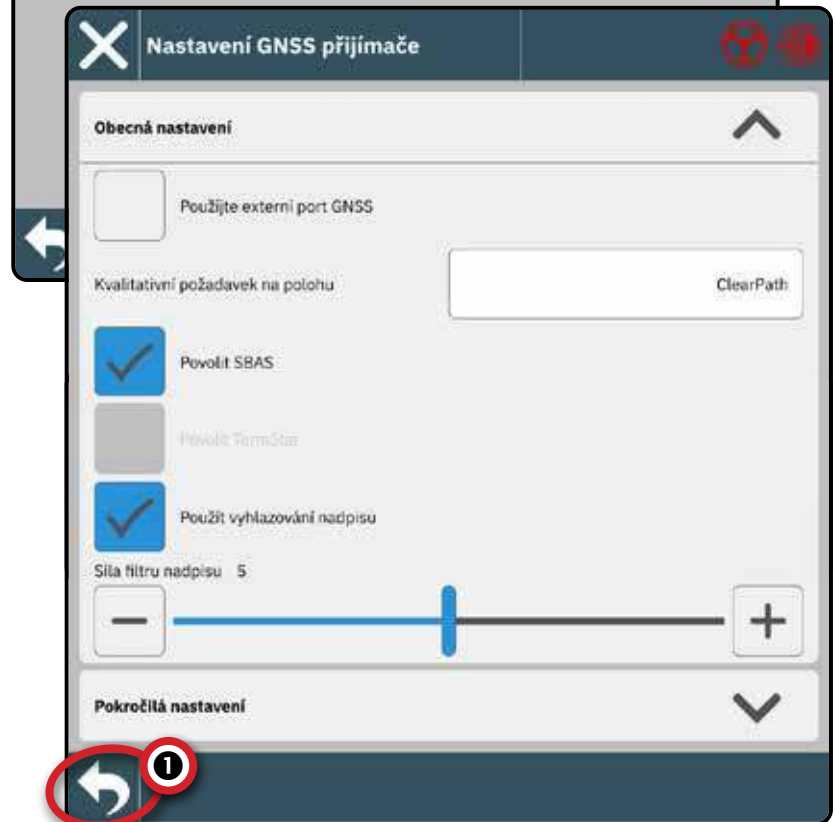 Nastavení GNSS přijímače
Obecná nastavení
Použijte externí port GNSS
Kvalitativní požadavek na polohu
ClearPath
Povolit SBAS
Povolit TerraStar
Použít vyhlazování nadpisu
Síla filtru nadpisu 5
Pokročilá nastavení
1